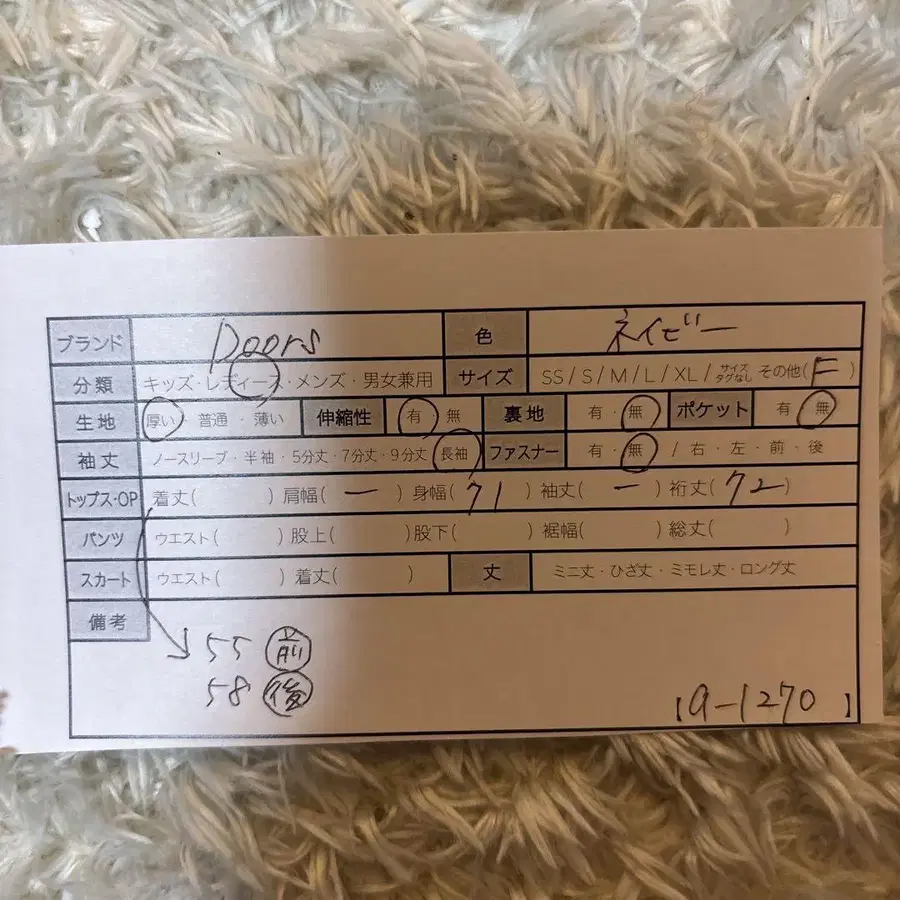 ブランド Doors 色 ネイビー
分類 キッズ・レディース・メンズ・男女兼用 サイズ SS/S/M/L/XL/サイズタグなし その他(F)
生地 厚い・普通・薄い 伸縮性 有・無 裏地 有・無 ポケット 有・無
袖丈 ノースリーブ・半袖・5分丈・7分丈・9分丈・長袖 ファスナー 有・無 / 右・左・前・後
トップス・OP 着丈( ) 肩幅( ー ) 身幅( 71 ) 袖丈( ー ) 裄丈( 72 )
パンツ ウエスト( ) 股上( ) 股下( ) 裾幅( ) 総丈( )
スカート ウエスト( ) 着丈( ) 丈 ミニ丈・ひざ丈・ミモレ丈・ロング丈
備考
55 前
58 後
【9-1270】